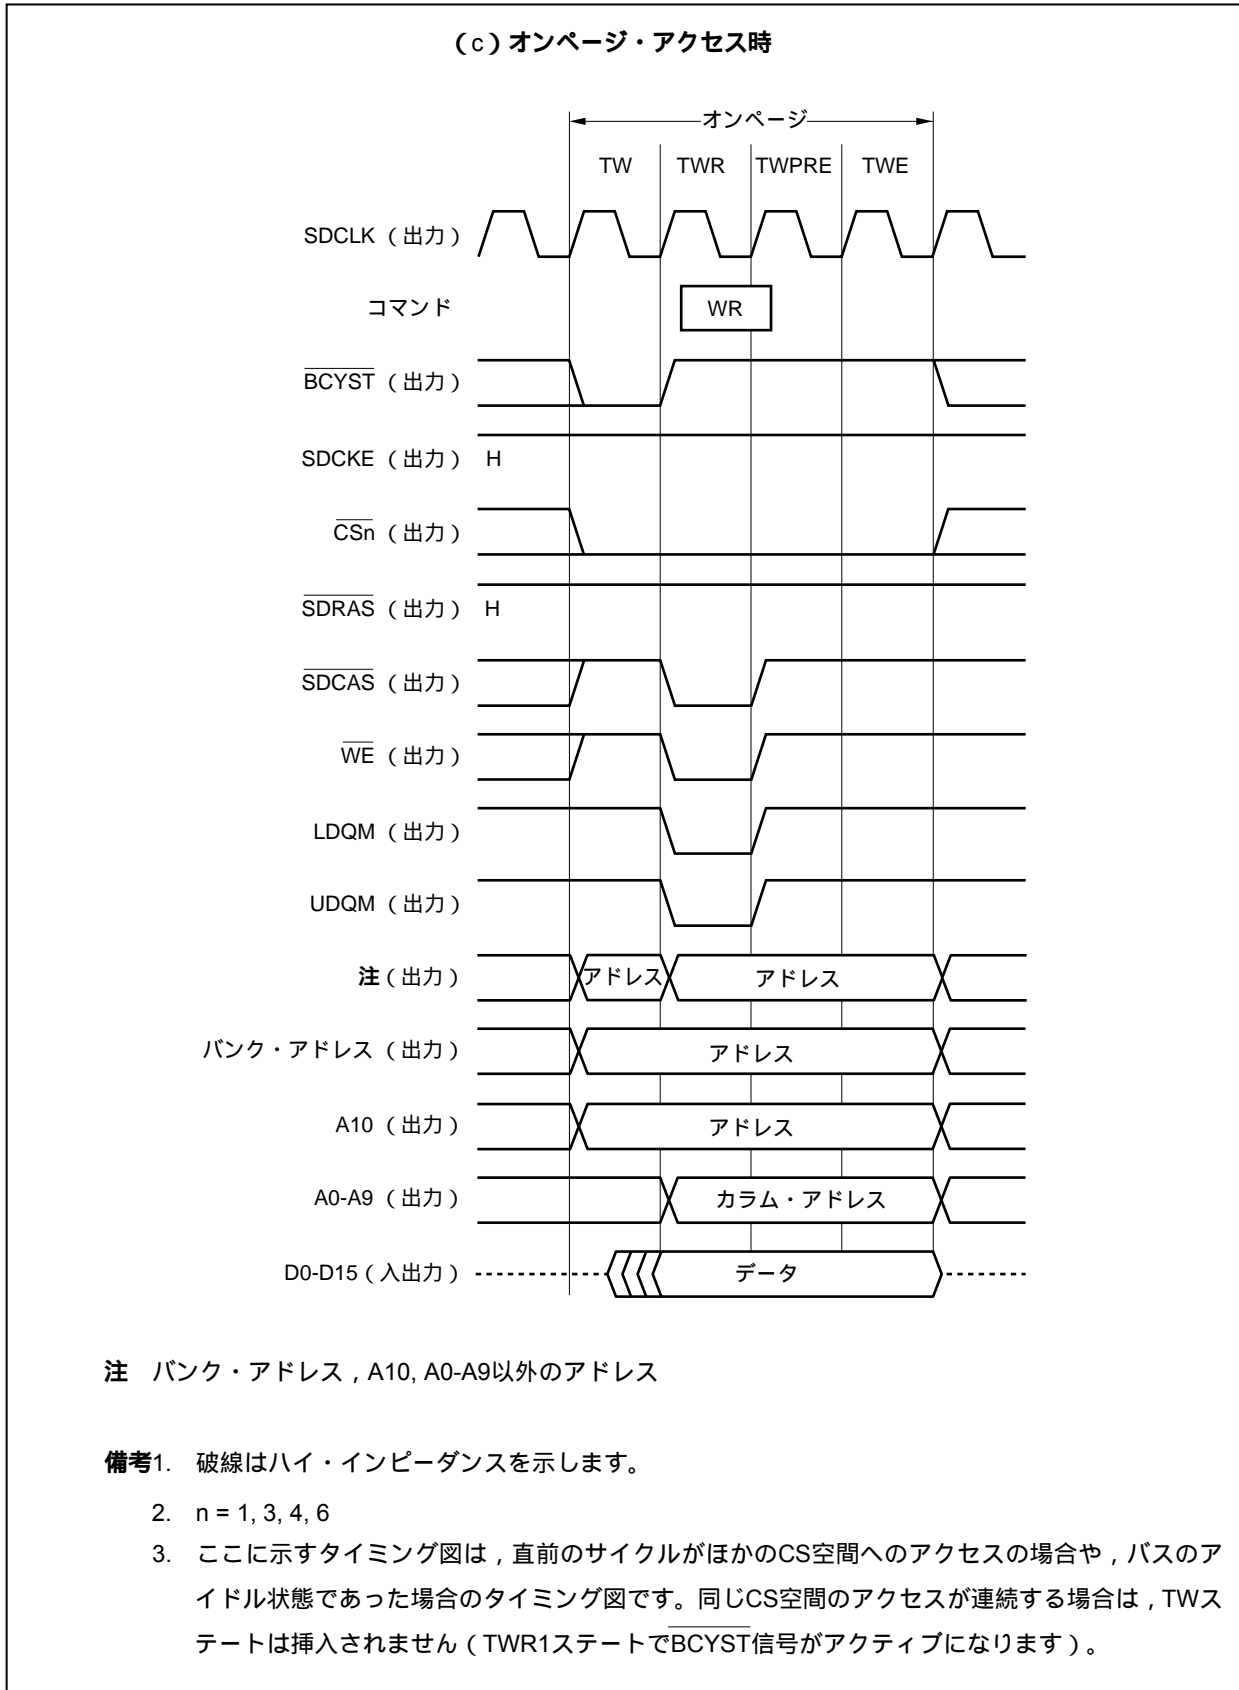 (c)オンページ・アクセス時
オンページ
TW TWR TWPRE TWE
SDCLK(出力)
コマンド WR
BCYST(出力)
SDCKE(出力) H
CSn(出力)
SDRAS(出力) H
SDCAS(出力)
WE(出力)
LDQM(出力)
UDQM(出力)
注(出力) アドレス アドレス
バンク・アドレス(出力) アドレス
A10(出力) アドレス
A0-A9(出力) カラム・アドレス
D0-D15(入出力) データ
注 バンク・アドレス,A10, A0-A9以外のアドレス
備考1. 破線はハイ・インピーダンスを示します。
2. n = 1, 3, 4, 6
3. ここに示すタイミング図は,直前のサイクルがほかのCS空間へのアクセスの場合や,バスのア
イドル状態であった場合のタイミング図です。同じCS空間のアクセスが連続する場合は,TWス
テートは挿入されません(TWR1ステートでBCYST信号がアクティブになります)。